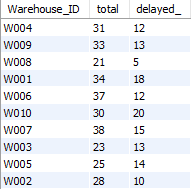 Warehouse_ID total delayed_
W004 31 12
W009 33 13
W008 21 5
W001 34 18
W006 37 12
W010 30 20
W007 38 15
W003 23 13
W005 25 14
W002 28 10